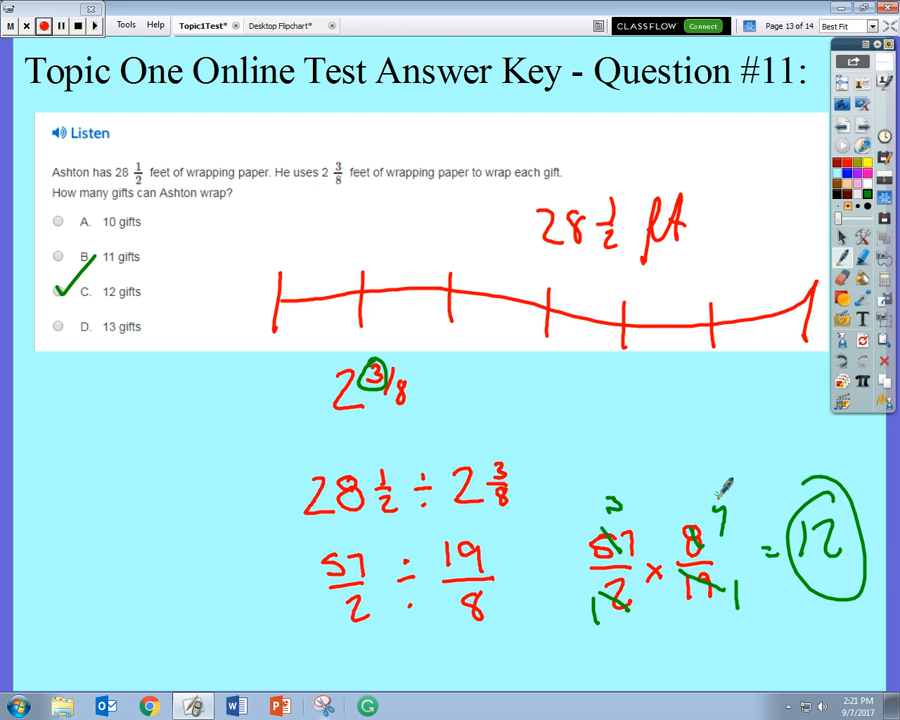 Tools Help Topic1Test* Desktop Flipchart* CLASSFLOW Connect Page 13 of 14 Best Fit
Topic One Online Test Answer Key - Question #11:
Listen
Ashton has 28 1/2 feet of wrapping paper. He uses 2 3/8 feet of wrapping paper to wrap each gift.
How many gifts can Ashton wrap?
A. 10 gifts
B. 11 gifts
C. 12 gifts
D. 13 gifts
28 1/2 ft
2 3/8
28 1/2 ÷ 2 3/8
57/2 ÷ 19/8
3 4
57/2 × 8/19 = 12
1 1
2:21 PM
9/7/2017